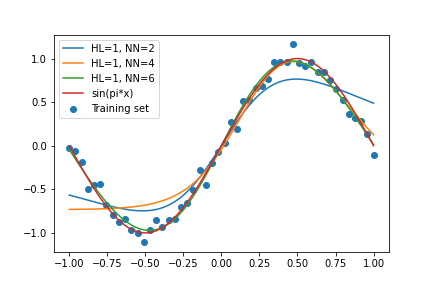 HL=1, NN=2
HL=1, NN=4
HL=1, NN=6
sin(pi*x)
Training set
1.0
0.5
0.0
−0.5
−1.0
−1.00 −0.75 −0.50 −0.25 0.00 0.25 0.50 0.75 1.00